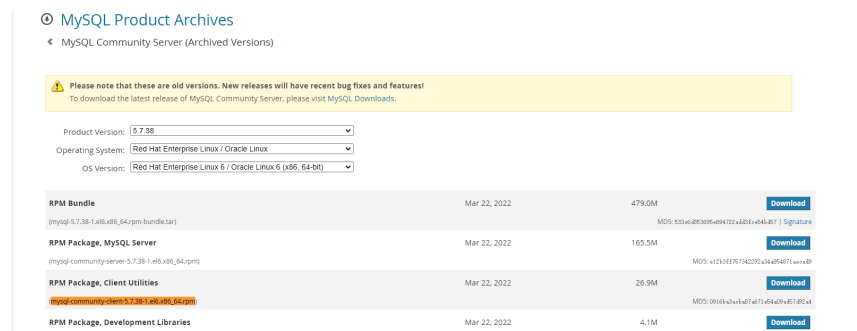 MySQL Product Archives
MySQL Community Server (Archived Versions)
Please note that these are old versions. New releases will have recent bug fixes and features!
To download the latest release of MySQL Community Server, please visit MySQL Downloads.
Product Version: 5.7.38
Operating System: Red Hat Enterprise Linux / Oracle Linux
OS Version: Red Hat Enterprise Linux 6 / Oracle Linux 6 (x86, 64-bit)
RPM Bundle Mar 22, 2022 479.0M Download
(mysql-5.7.38-1.el6.x86_64.rpm-bundle.tar) MD5: | Signature
RPM Package, MySQL Server Mar 22, 2022 165.5M Download
(mysql-community-server-5.7.38-1.el6.x86_64.rpm) MD5:
RPM Package, Client Utilities Mar 22, 2022 26.9M Download
(mysql-community-client-5.7.38-1.el6.x86_64.rpm) MD5:
RPM Package, Development Libraries Mar 22, 2022 4.1M Download